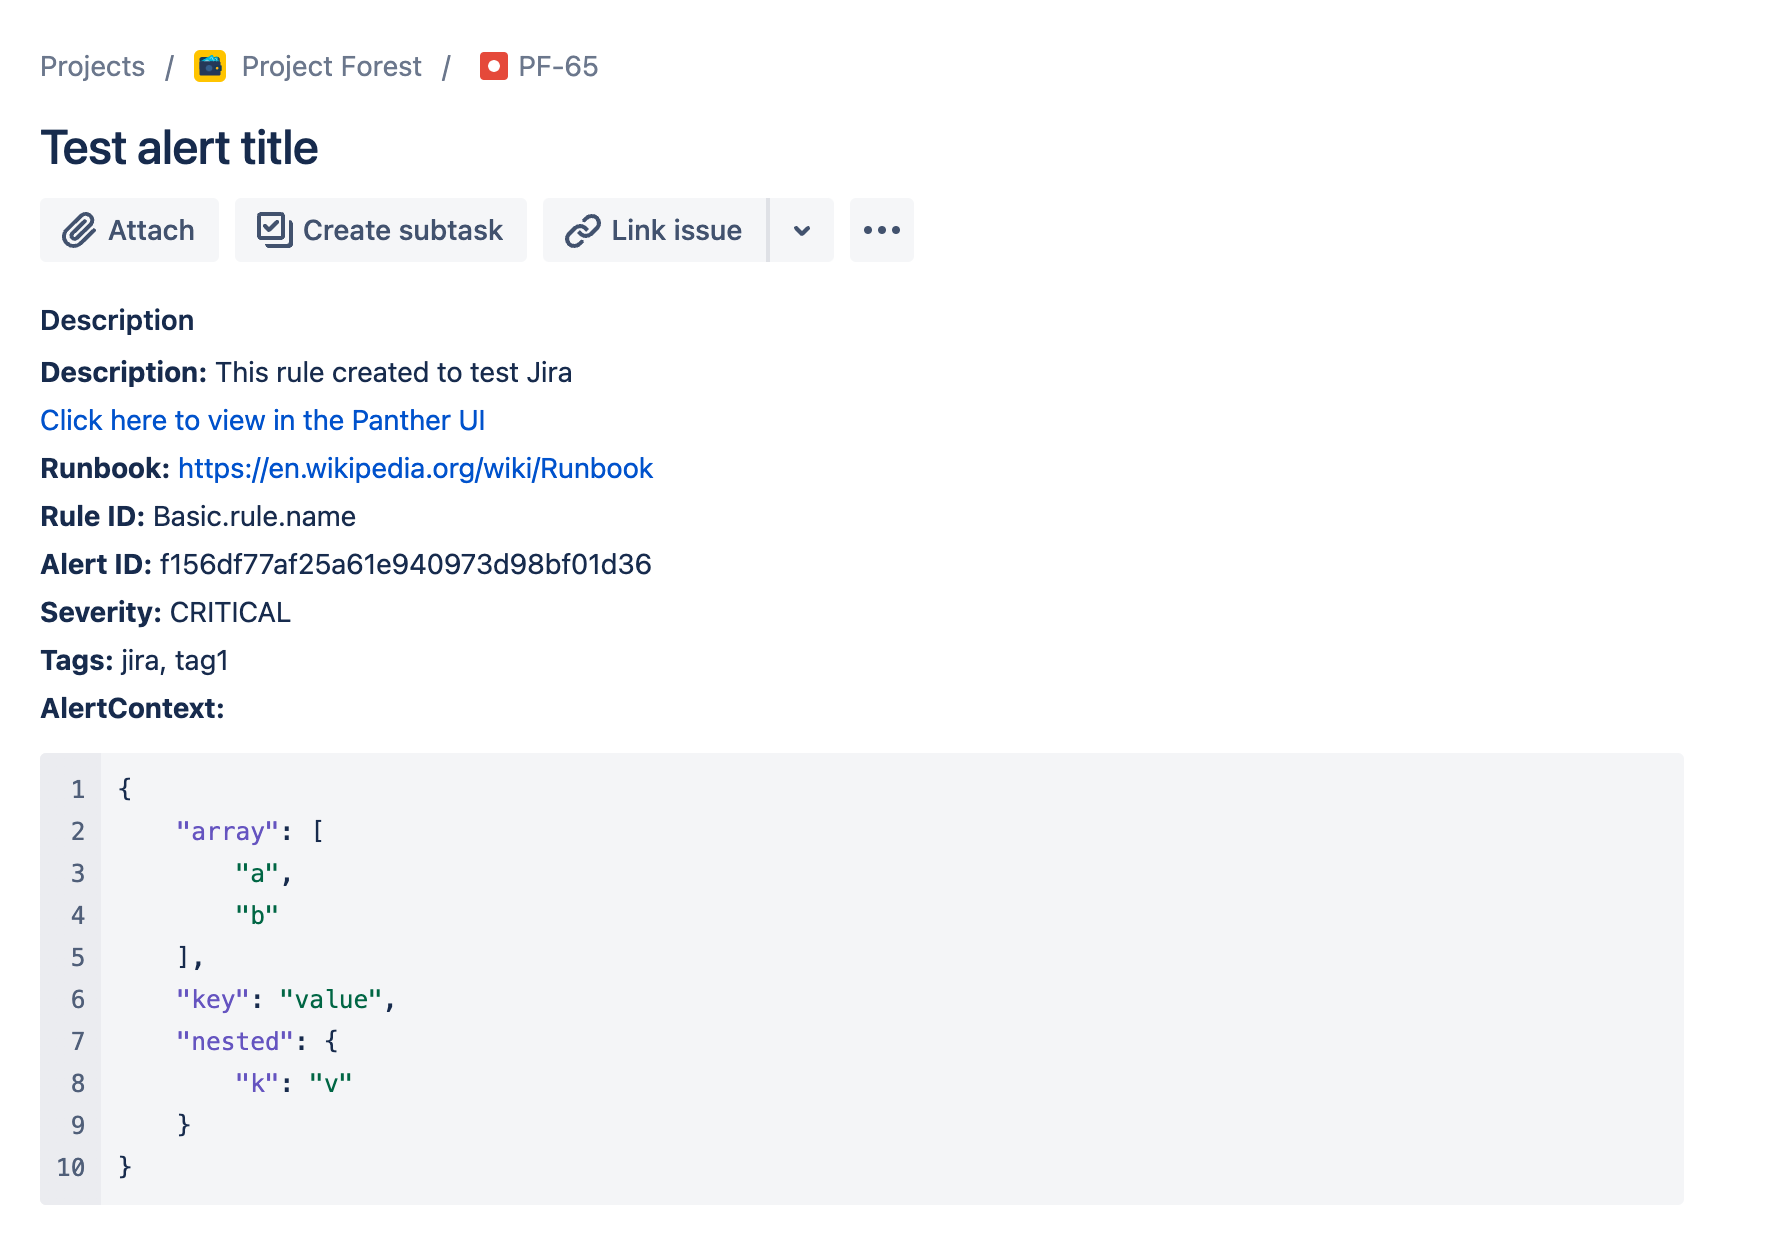 Projects / Project Forest / PF-65
Test alert title
Attach Create subtask Link issue
Description
Description: This rule created to test Jira
Click here to view in the Panther UI
Runbook: https://en.wikipedia.org/wiki/Runbook
Rule ID: Basic.rule.name
Alert ID: f156df77af25a61e940973d98bf01d36
Severity: CRITICAL
Tags: jira, tag1
AlertContext:
1 {
2     "array": [
3         "a",
4         "b"
5     ],
6     "key": "value",
7     "nested": {
8         "k": "v"
9     }
10 }